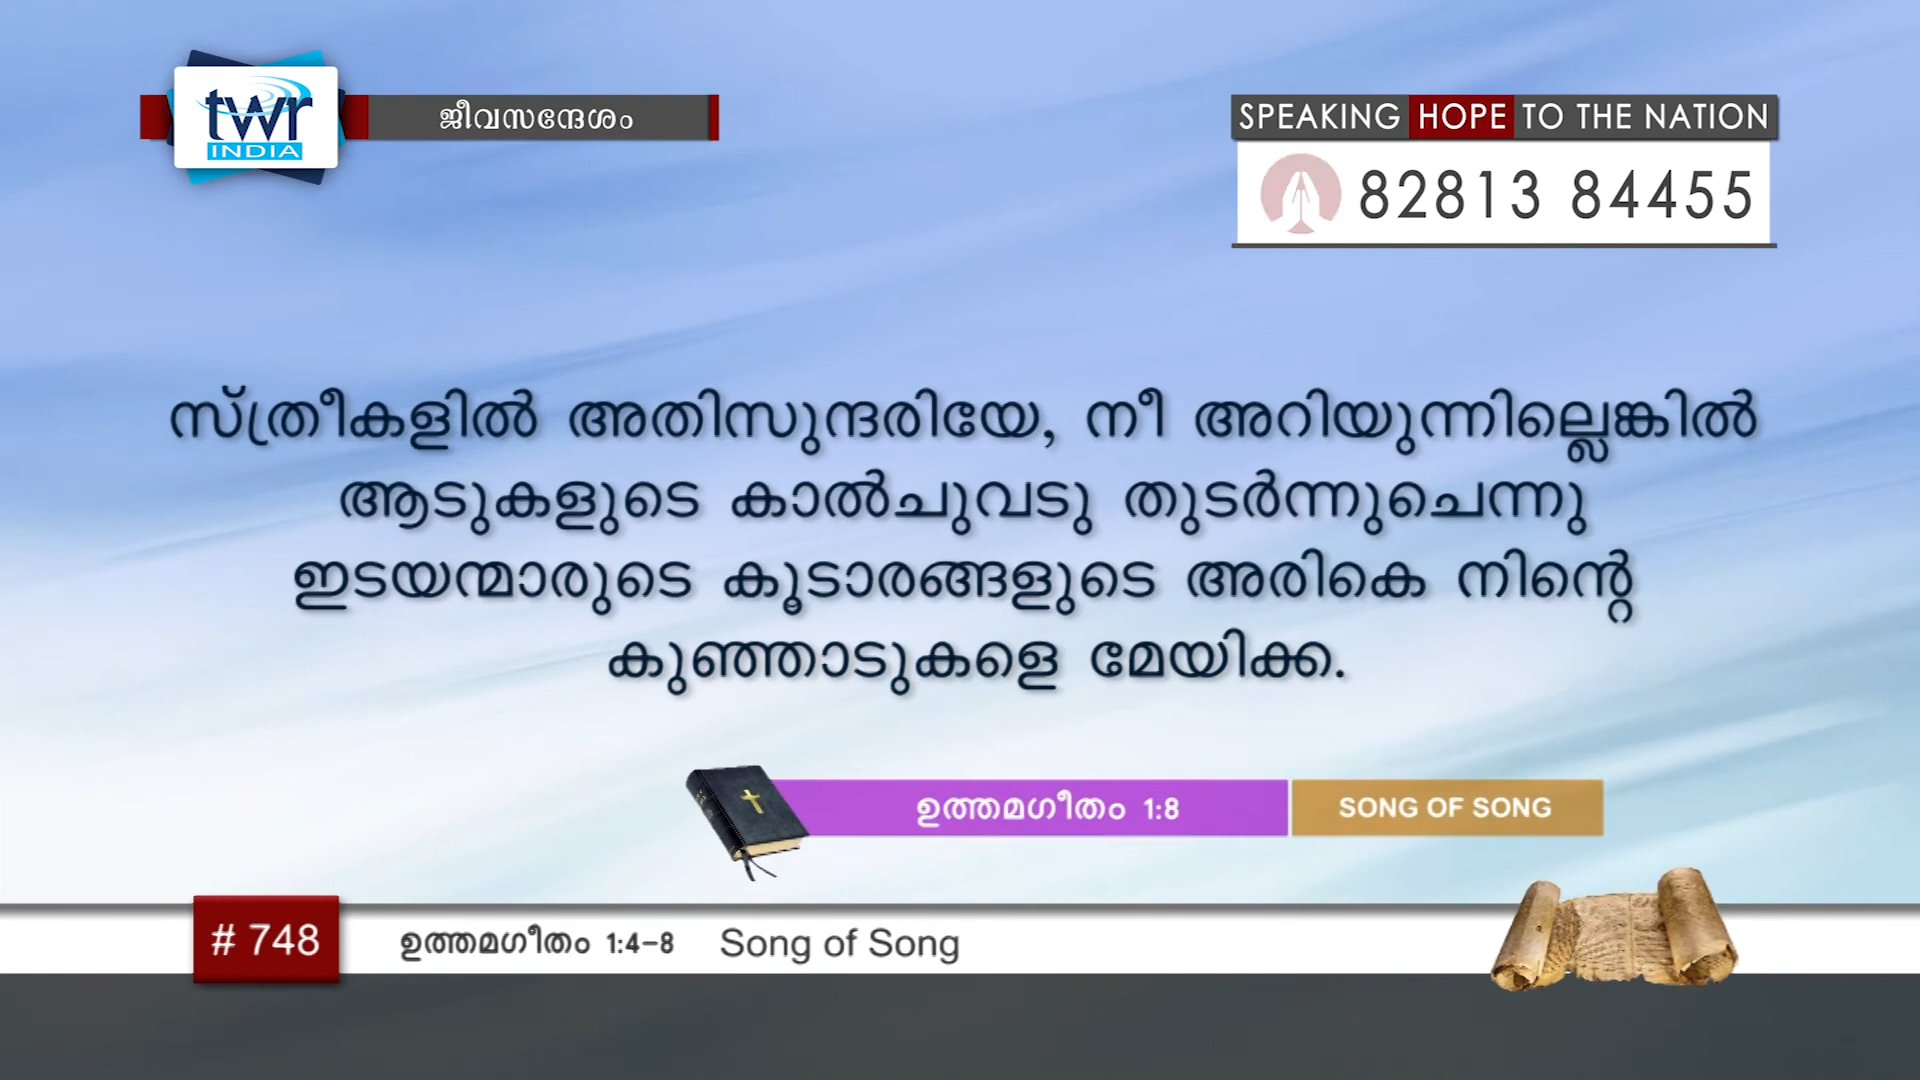 twr
INDIA
ജീവസന്ദേശം
SPEAKING HOPE TO THE NATION
82813 84455
സ്ത്രീകളിൽ അതിസുന്ദരിയേ, നീ അറിയുന്നില്ലെങ്കിൽ
ആടുകളുടെ കാൽചുവടു തുടർന്നുചെന്നു
ഇടയന്മാരുടെ കൂടാരങ്ങളുടെ അരികെ നിന്റെ
കുഞ്ഞാടുകളെ മേയിക്ക.
ഉത്തമഗീതം 1:8
SONG OF SONG
# 748
ഉത്തമഗീതം 1:4-8 Song of Song